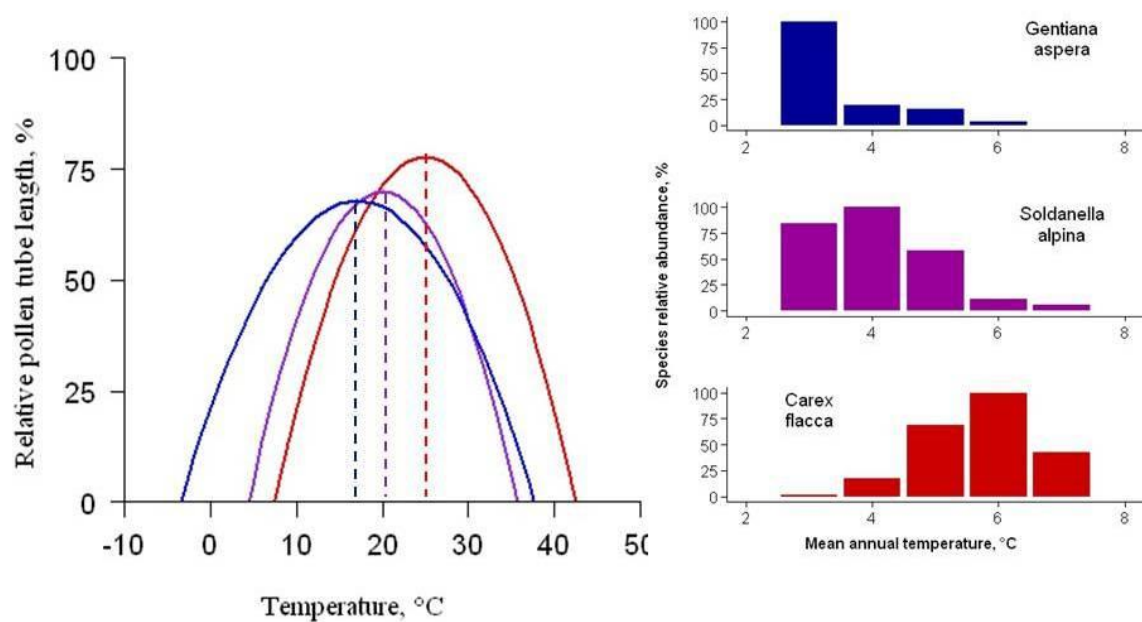 Relative pollen tube length, %
100
75
50
25
0
-10 0 10 20 30 40 50
Temperature, °C
Species relative abundance, %
Gentiana
aspera
100
75
50
25
0
2 4 6 8
Soldanella
alpina
100
75
50
25
0
2 4 6 8
Carex
flacca
100
75
50
25
0
2 4 6 8
Mean annual temperature, °C